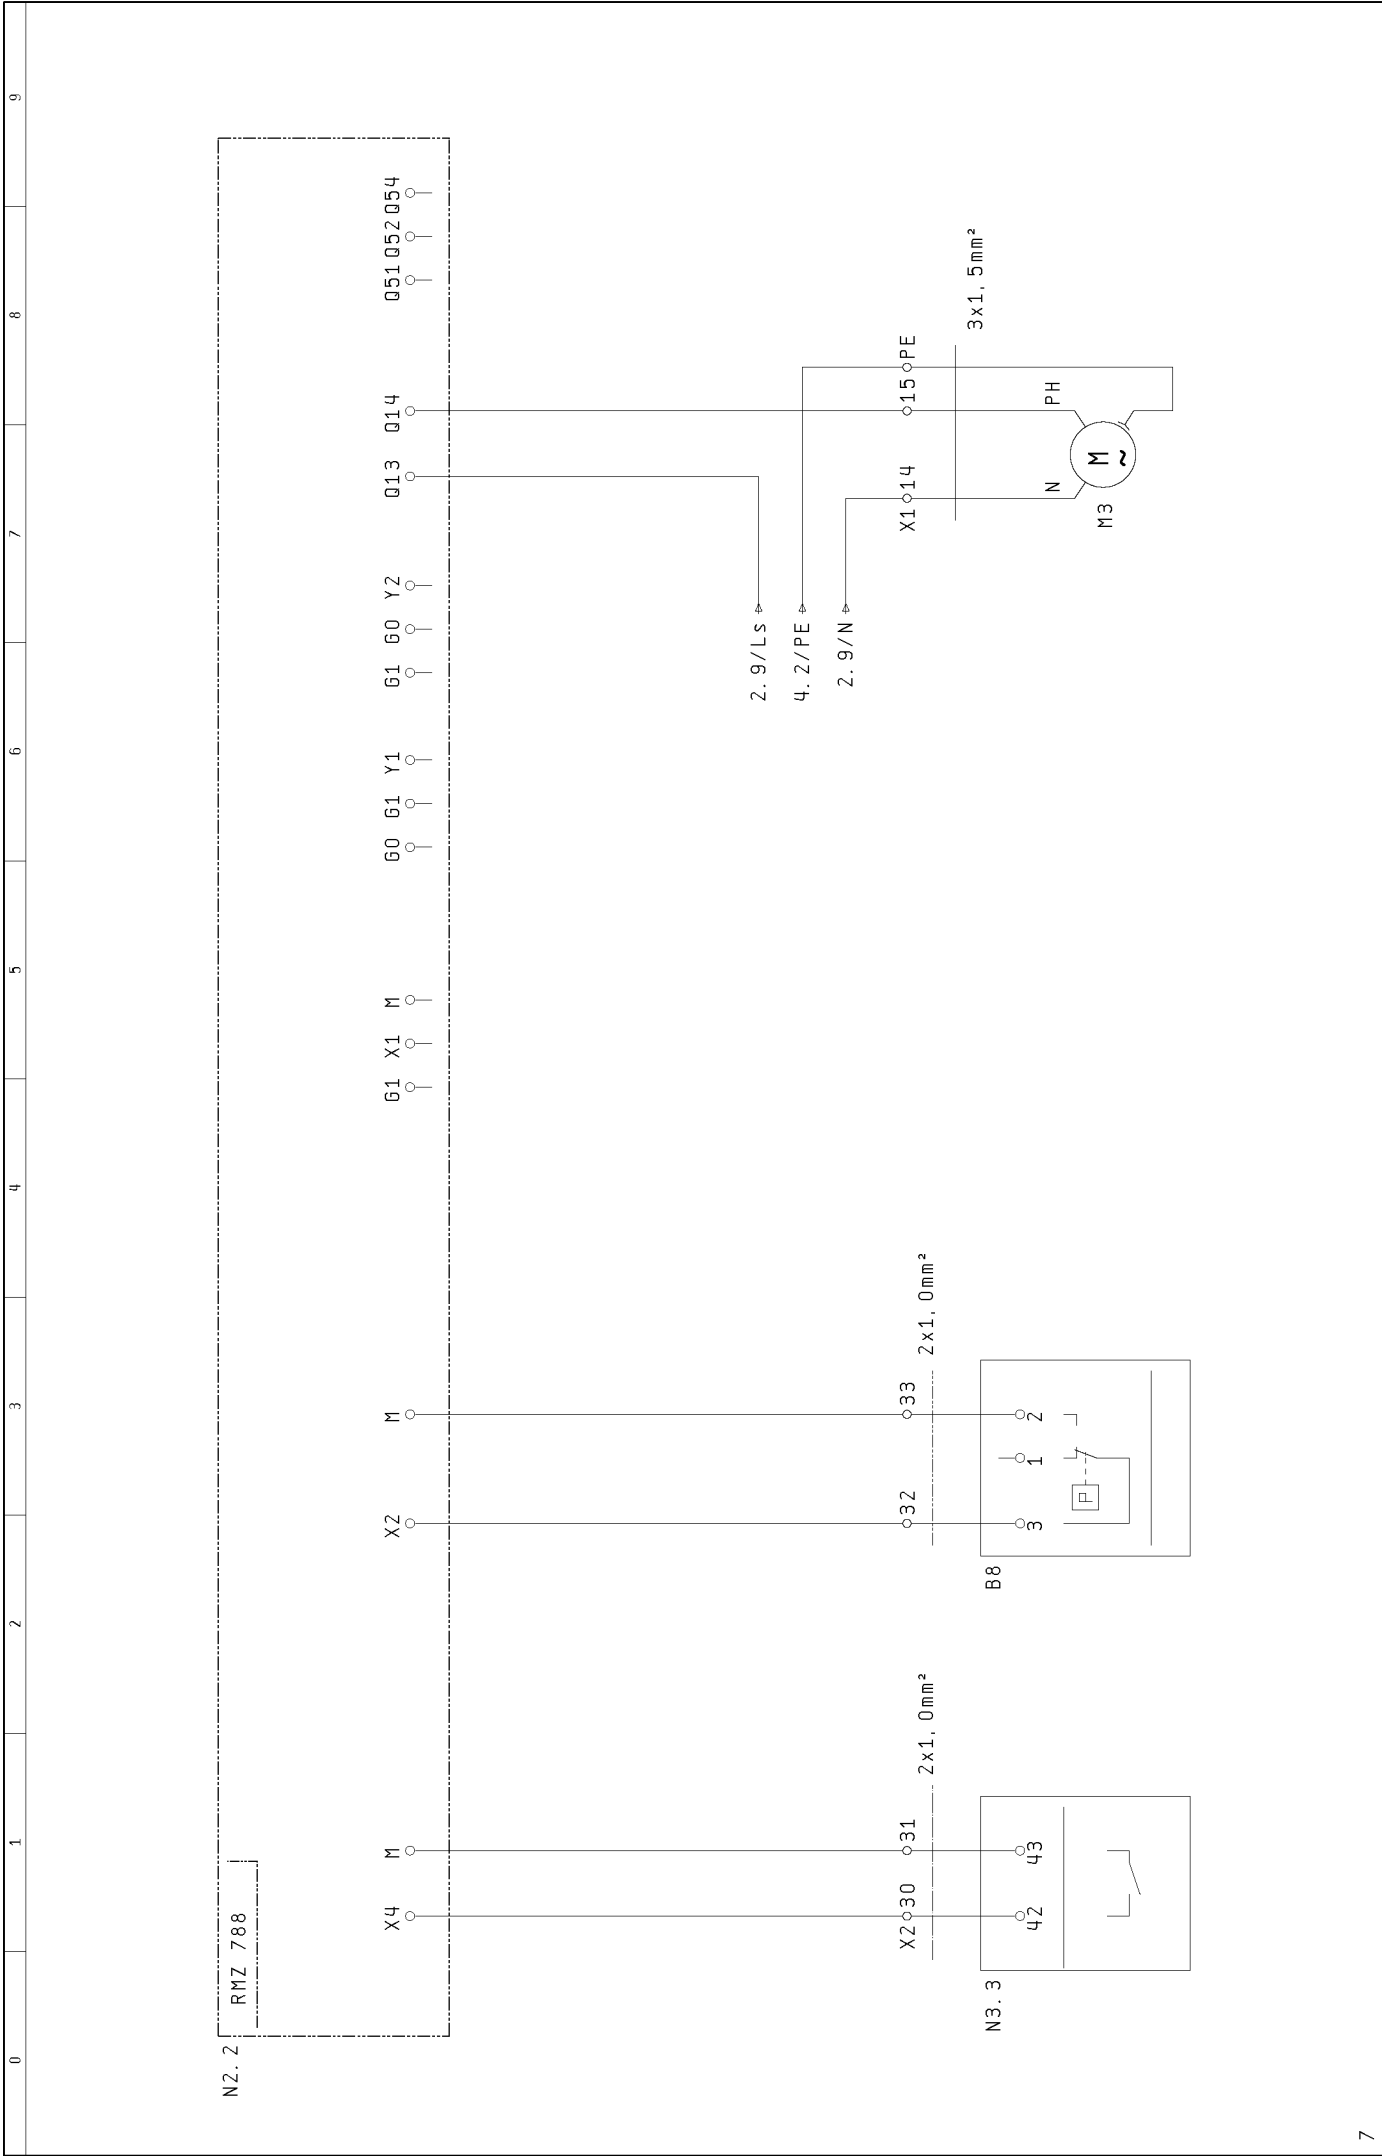 0 1 2 3 4 5 6 7 8 9
N2.2
RMZ 788
X4 M X2 M G1 X1 M G0 G1 Y1 G1 G0 Y2 Q13 Q14 Q51 Q52 Q54
2.9/Ls
4.2/PE
2.9/N
X2 30 31 32 33 X1 14 15 PE
2x1,0mm² 2x1,0mm² 3x1,5mm²
N3.3 B8
42 43 3 1 2
P
N PH
M
~
M3
7